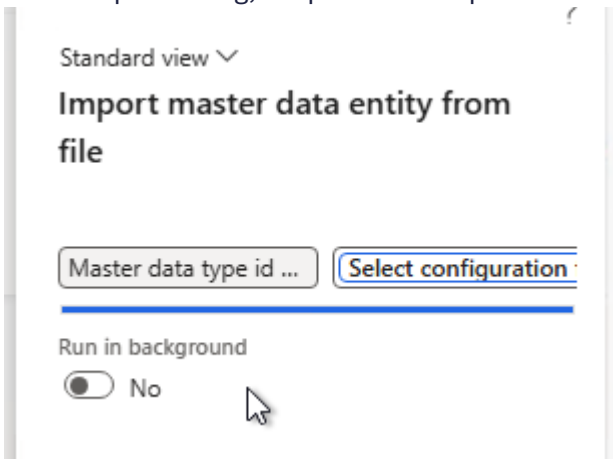 Standard view
Import master data entity from
file
Master data type id ... Select configuration
Run in background
No